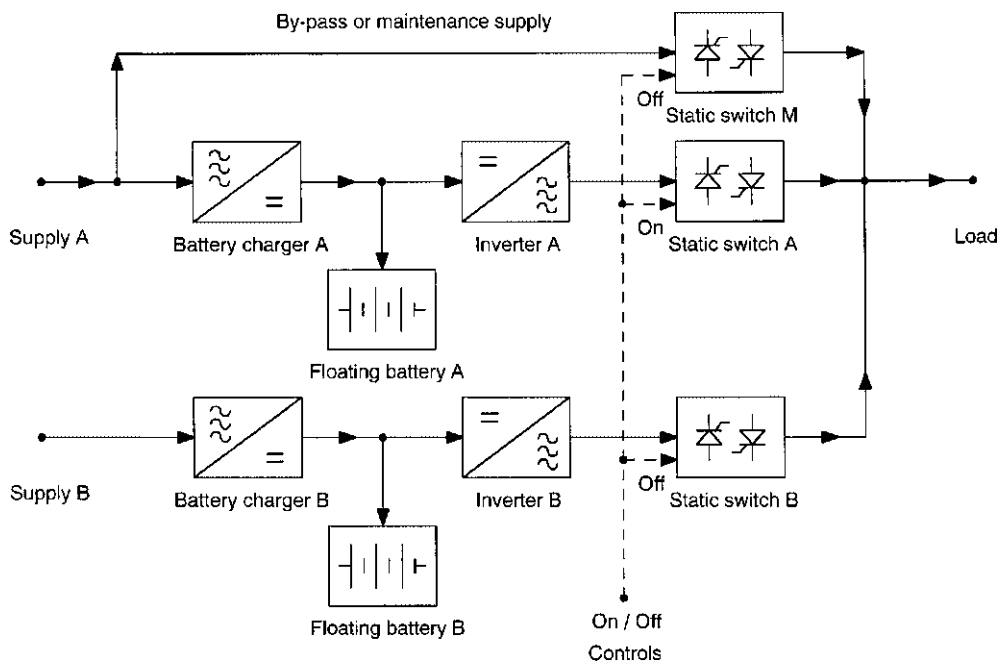 By-pass or maintenance supply
Off
Static switch M
Supply A
Battery charger A
Inverter A
On
Static switch A
Load
Floating battery A
Supply B
Battery charger B
Inverter B
Off
Static switch B
Floating battery B
On / Off
Controls